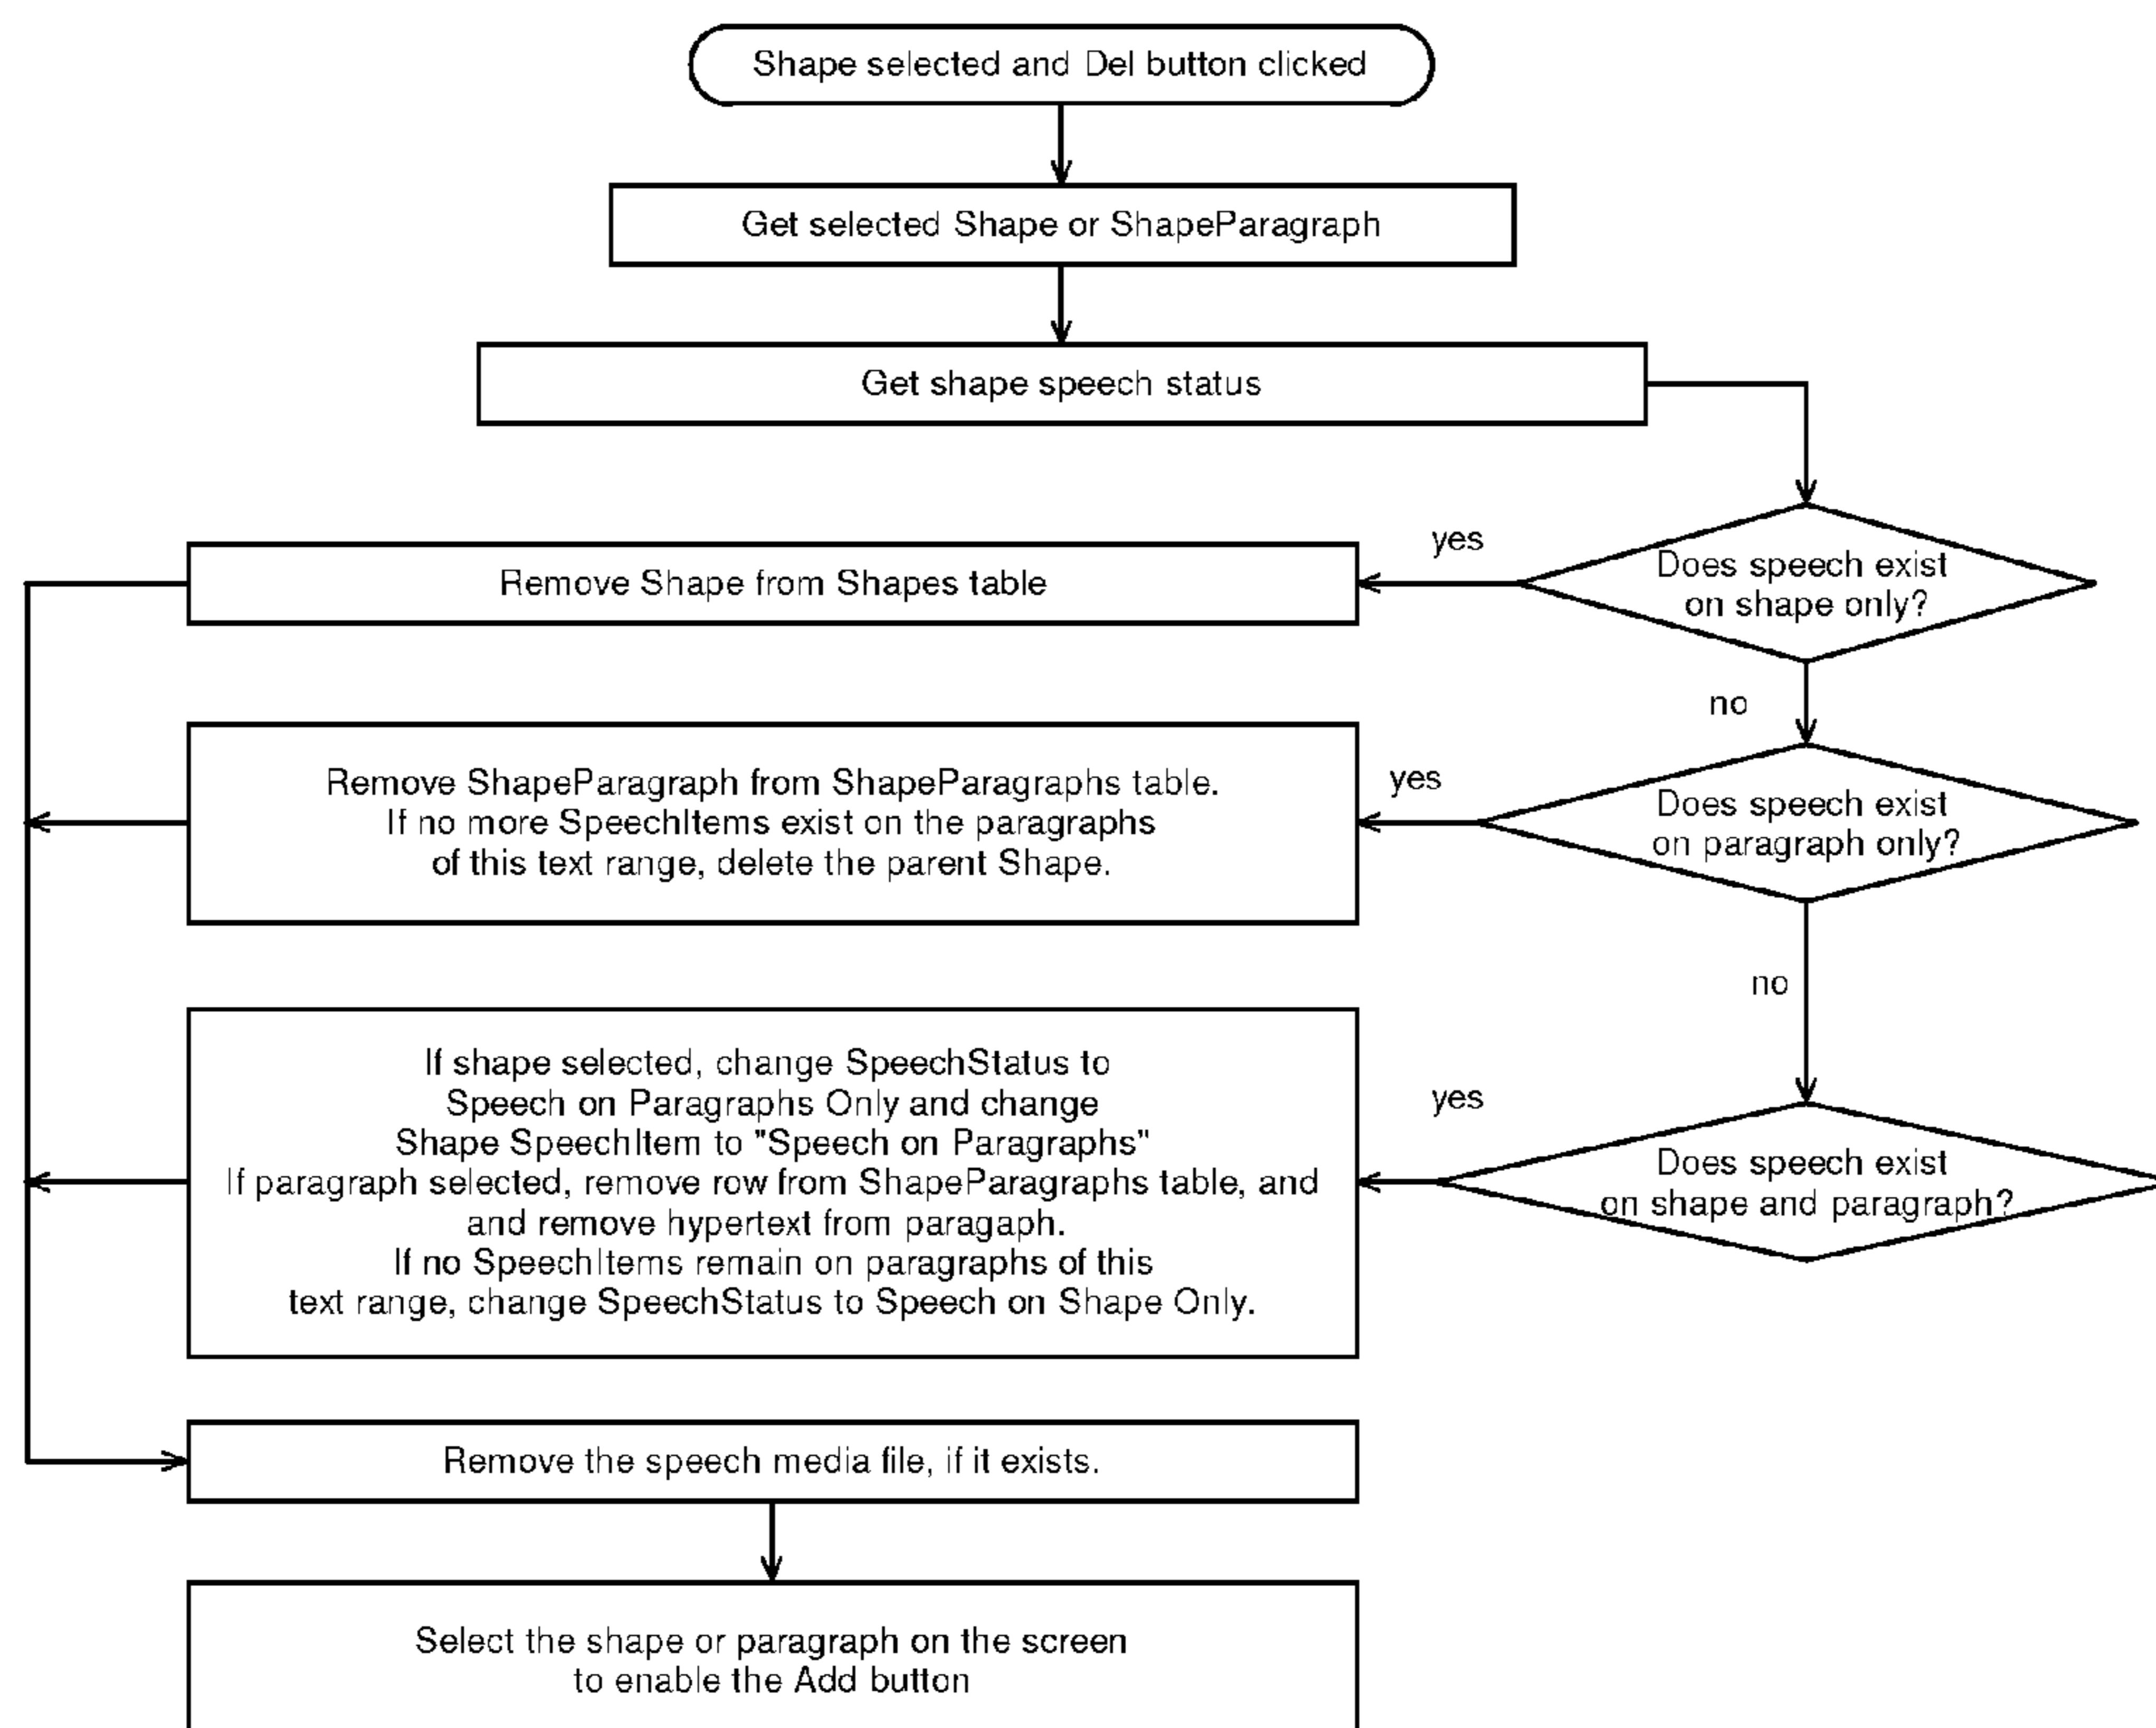 Shape selected and Del button clicked
Get selected Shape or ShapeParagraph
Get shape speech status
yes
Does speech exist
on shape only?
Remove Shape from Shapes table
no
yes
Does speech exist
on paragraph only?
Remove ShapeParagraph from ShapeParagraphs table.
If no more SpeechItems exist on the paragraphs
of this text range, delete the parent Shape.
no
yes
Does speech exist
on shape and paragraph?
If shape selected, change SpeechStatus to
Speech on Paragraphs Only and change
Shape SpeechItem to "Speech on Paragraphs"
If paragraph selected, remove row from ShapeParagraphs table, and
and remove hypertext from paragaph.
If no SpeechItems remain on paragraphs of this
text range, change SpeechStatus to Speech on Shape Only.
Remove the speech media file, if it exists.
Select the shape or paragraph on the screen
to enable the Add button